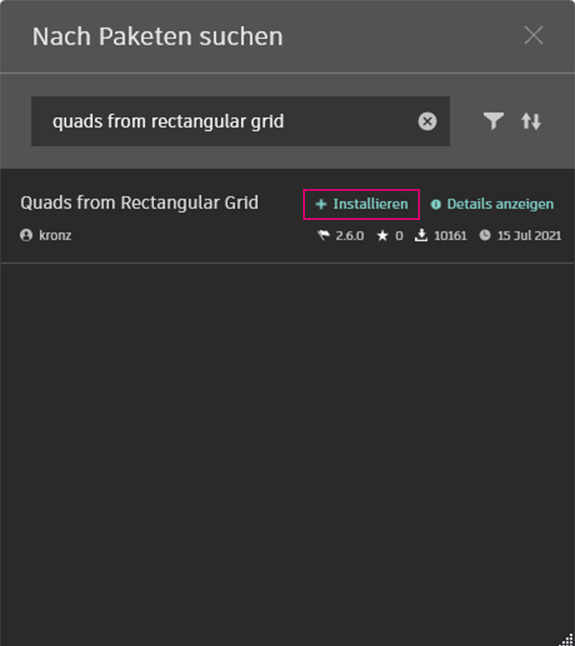 Nach Paketen suchen
quads from rectangular grid
Quads from Rectangular Grid Installieren Details anzeigen
kronz 2.6.0 0 10161 15 Jul 2021